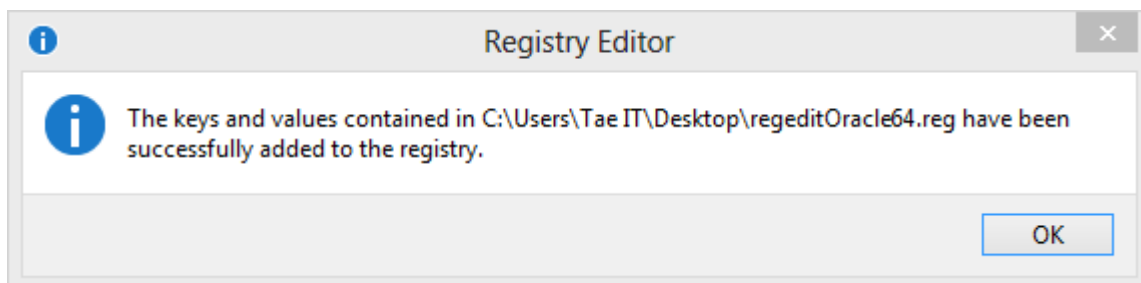 Registry Editor
The keys and values contained in C:\Users\Tae IT\Desktop\regeditOracle64.reg have been
successfully added to the registry.
OK